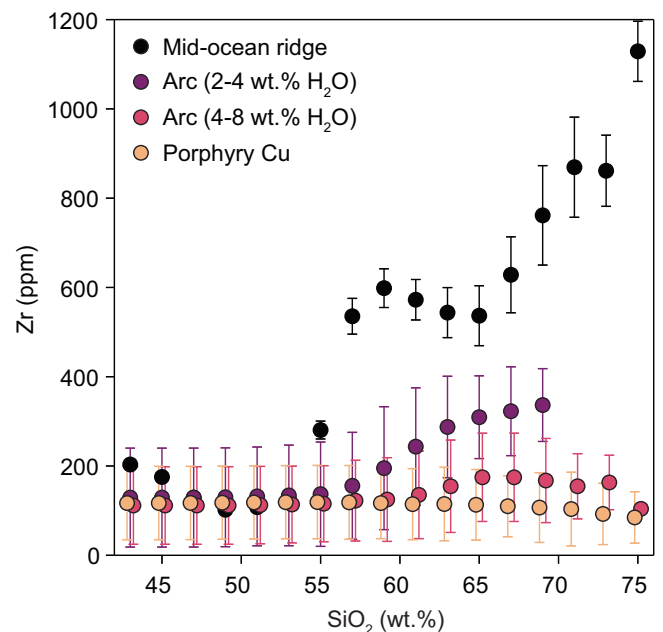 1200
1000
800
600
400
200
0
Zr (ppm)
Mid-ocean ridge
Arc (2-4 wt.% H₂O)
Arc (4-8 wt.% H₂O)
Porphyry Cu
45 50 55 60 65 70 75
SiO₂ (wt.%)